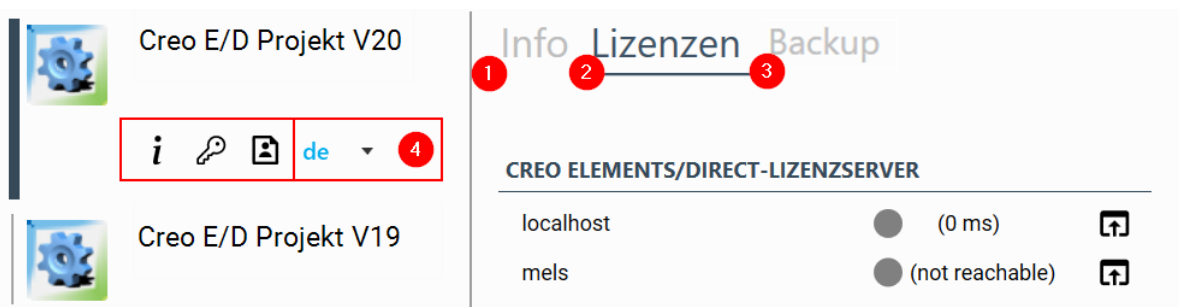 Creo E/D Projekt V20
i de 4
Creo E/D Projekt V19
Info Lizenzen Backup
1 2 3
CREO ELEMENTS/DIRECT-LIZENZSERVER
localhost (0 ms)
mels (not reachable)